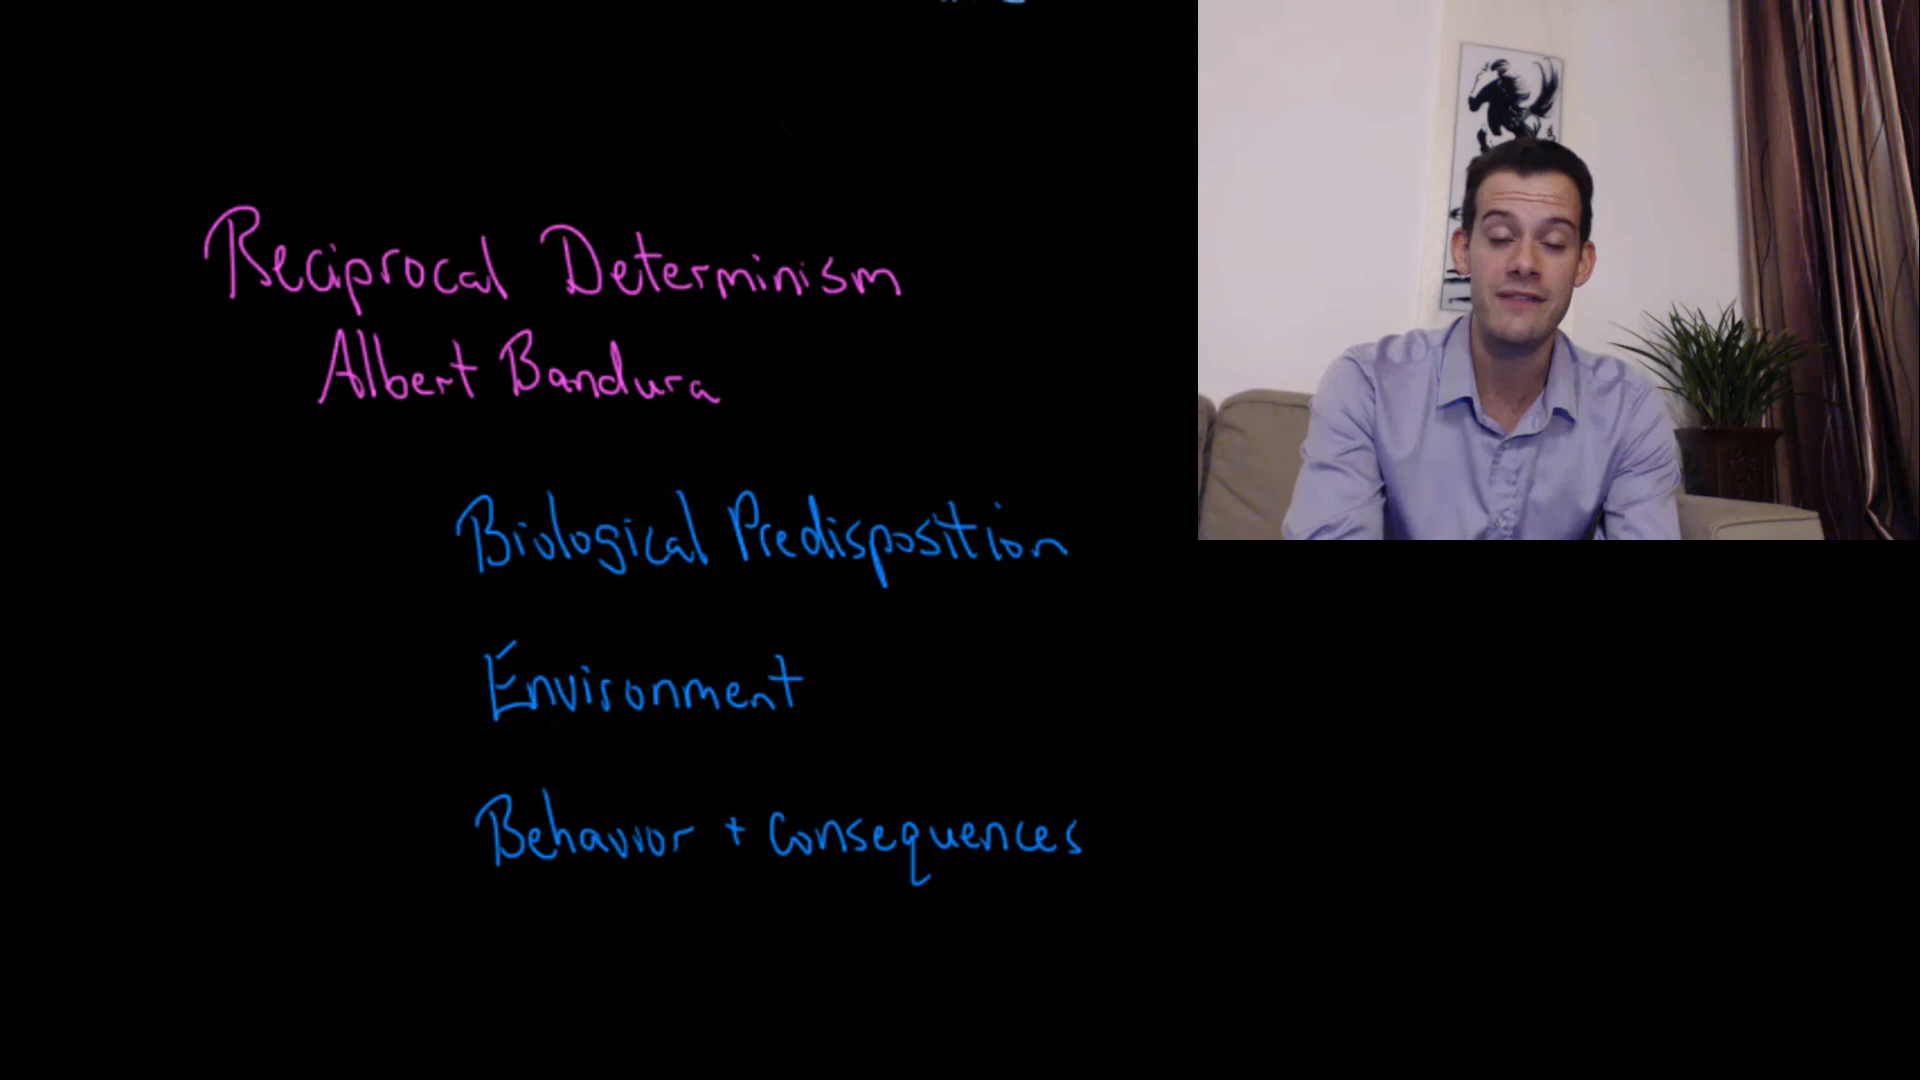 Reciprocal Determinism
Albert Bandura
Biological Predisposition
Environment
Behavior + Consequences